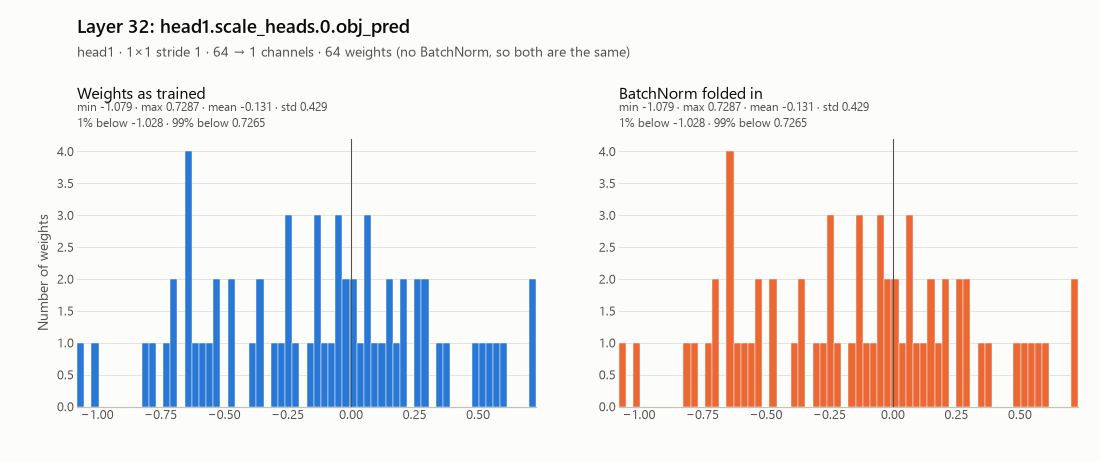 Layer 32: head1.scale_heads.0.obj_pred
head1 · 1×1 stride 1 · 64 → 1 channels · 64 weights (no BatchNorm, so both are the same)
Weights as trained
min -1.079 · max 0.7287 · mean -0.131 · std 0.429
1% below -1.028 · 99% below 0.7265
4.0
3.5
3.0
2.5
2.0
1.5
1.0
0.5
0.0
Number of weights
−1.00 −0.75 −0.50 −0.25 0.00 0.25 0.50
BatchNorm folded in
min -1.079 · max 0.7287 · mean -0.131 · std 0.429
1% below -1.028 · 99% below 0.7265
4.0
3.5
3.0
2.5
2.0
1.5
1.0
0.5
0.0
−1.00 −0.75 −0.50 −0.25 0.00 0.25 0.50